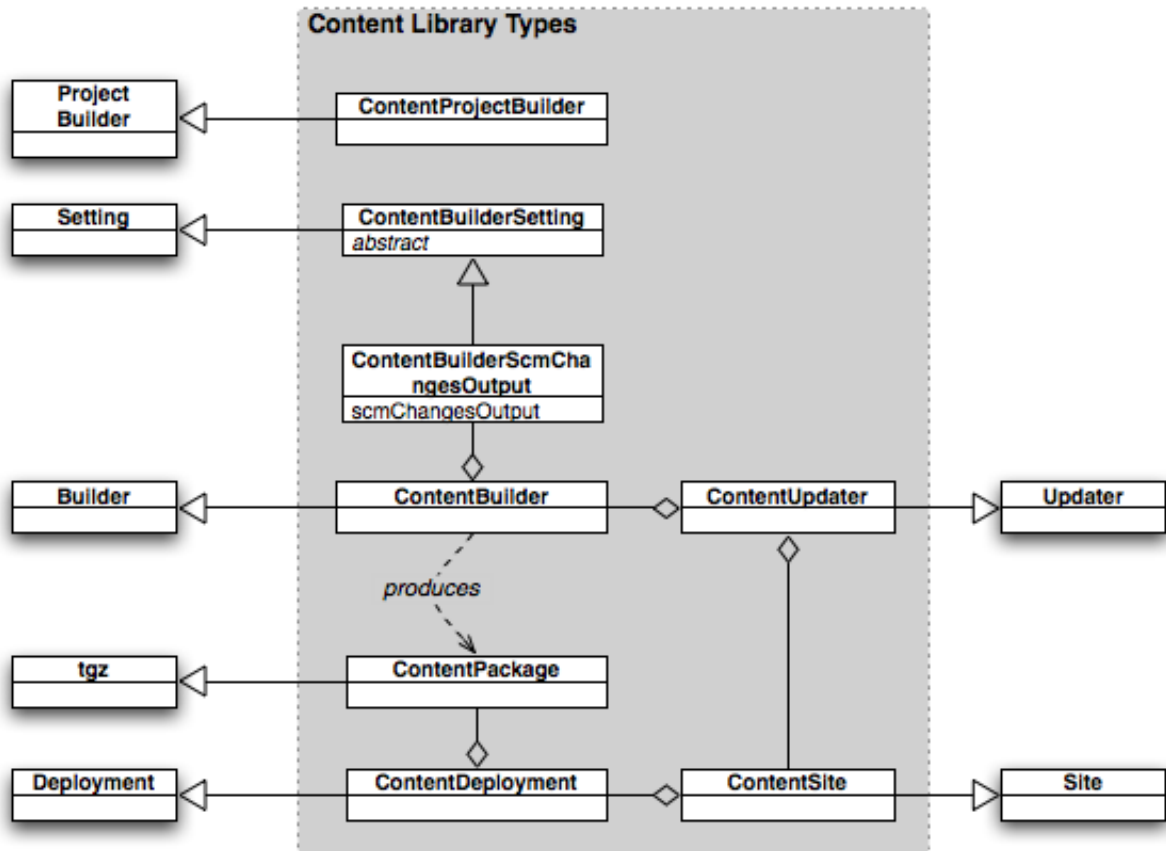 Content Library Types
Project
Builder
ContentProjectBuilder
Setting
ContentBuilderSetting
abstract
ContentBuilderScmCha
ngesOutput
scmChangesOutput
Builder
ContentBuilder
ContentUpdater
Updater
produces
tgz
ContentPackage
Deployment
ContentDeployment
ContentSite
Site